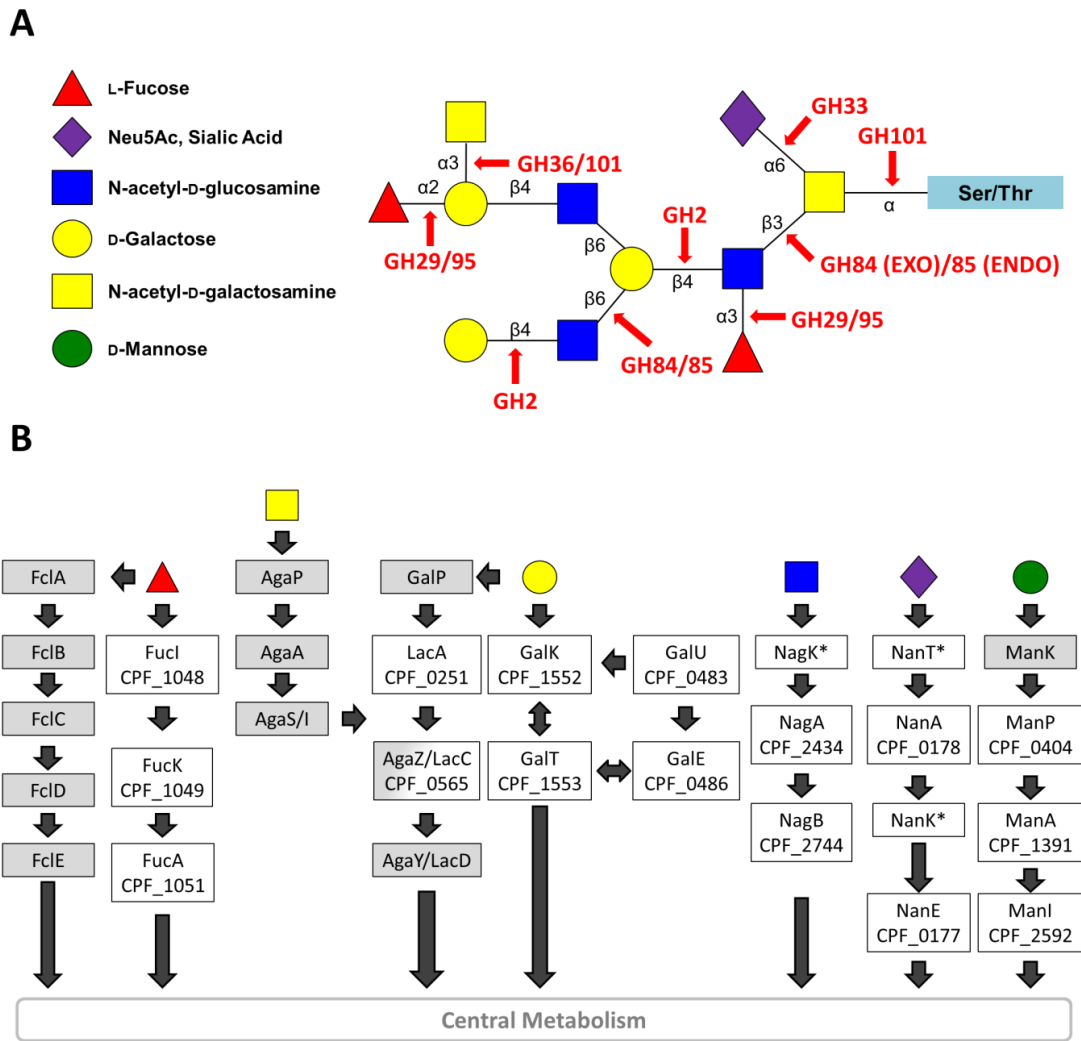 A
L-Fucose
Neu5Ac, Sialic Acid
N-acetyl-D-glucosamine
D-Galactose
N-acetyl-D-galactosamine
D-Mannose
α3
GH36/101
α2
β4
GH29/95
β6
β6
β4
GH2
GH84/85
GH2
β4
GH33
GH101
α6
α
Ser/Thr
β3
GH84 (EXO)/85 (ENDO)
α3
GH29/95
B
FclA
FclB
FclC
FclD
FclE
FucI
CPF_1048
FucK
CPF_1049
FucA
CPF_1051
AgaP
AgaA
AgaS/I
GalP
LacA
CPF_0251
AgaZ/LacC
CPF_0565
AgaY/LacD
GalK
CPF_1552
GalT
CPF_1553
GalU
CPF_0483
GalE
CPF_0486
NagK*
NagA
CPF_2434
NagB
CPF_2744
NanT*
NanA
CPF_0178
NanK*
NanE
CPF_0177
ManK
ManP
CPF_0404
ManA
CPF_1391
ManI
CPF_2592
Central Metabolism